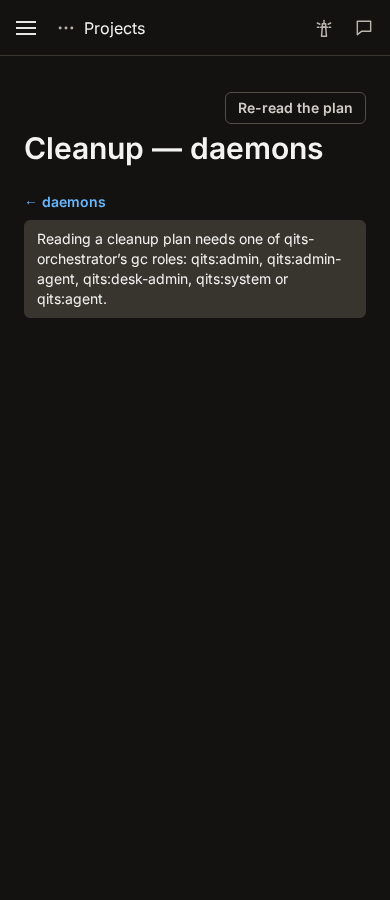 Projects
Re-read the plan
Cleanup — daemons
← daemons
Reading a cleanup plan needs one of qits-
orchestrator’s gc roles: qits:admin, qits:admin-
agent, qits:desk-admin, qits:system or
qits:agent.